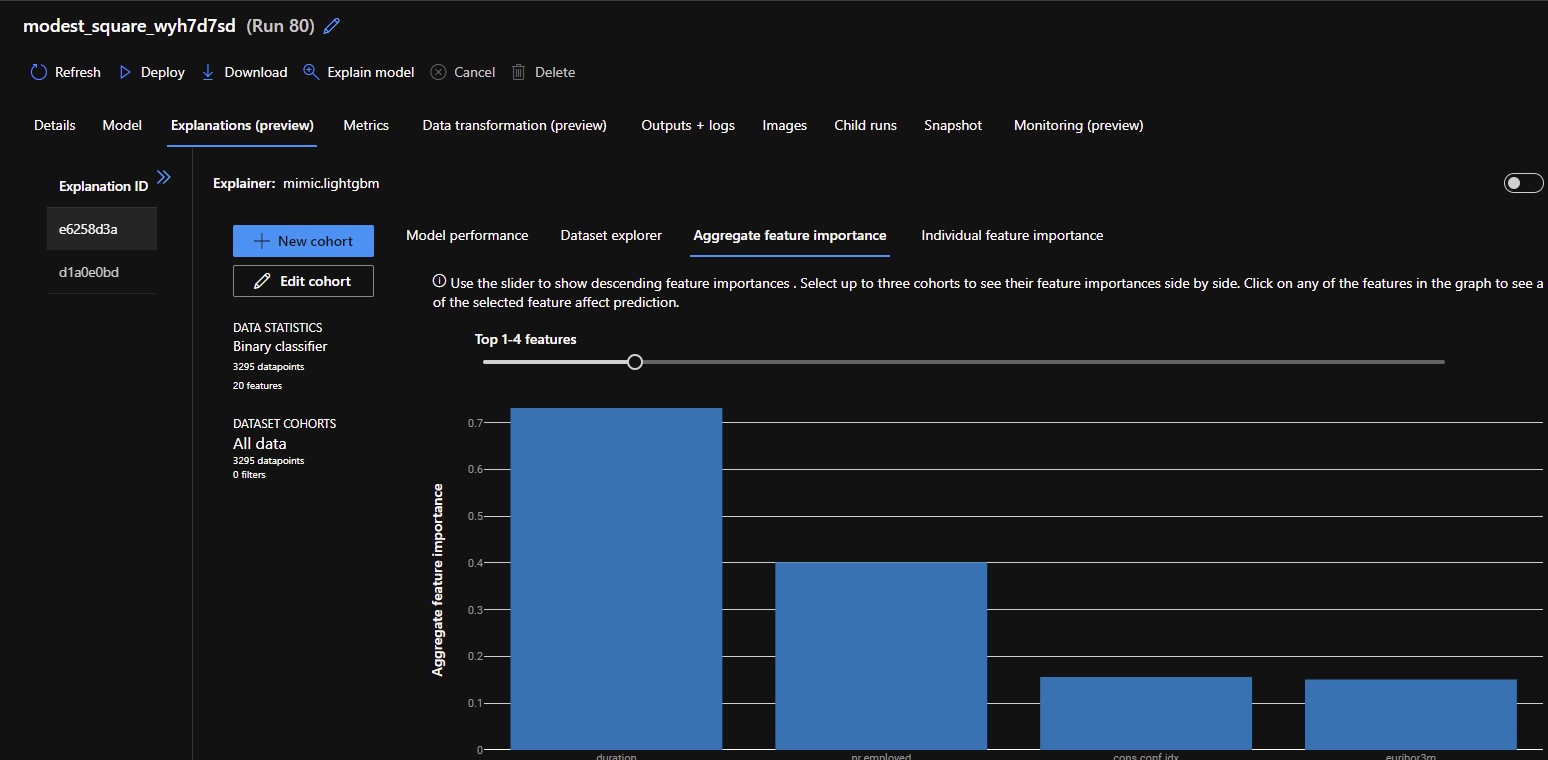 modest_square_wyh7d7sd (Run 80)
Refresh Deploy Download Explain model Cancel Delete
Details Model Explanations (preview) Metrics Data transformation (preview) Outputs + logs Images Child runs Snapshot Monitoring (preview)
Explanation ID
e6258d3a
d1a0e0bd
Explainer: mimic.lightgbm
New cohort
Edit cohort
DATA STATISTICS
Binary classifier
3295 datapoints
20 features
DATASET COHORTS
All data
3295 datapoints
0 filters
Model performance Dataset explorer Aggregate feature importance Individual feature importance
Use the slider to show descending feature importances . Select up to three cohorts to see their feature importances side by side. Click on any of the features in the graph to see a
of the selected feature affect prediction.
Top 1-4 features
Aggregate feature importance
0.7
0.6
0.5
0.4
0.3
0.2
0.1
0
duration nr.employed cons.conf.idx euribor3m